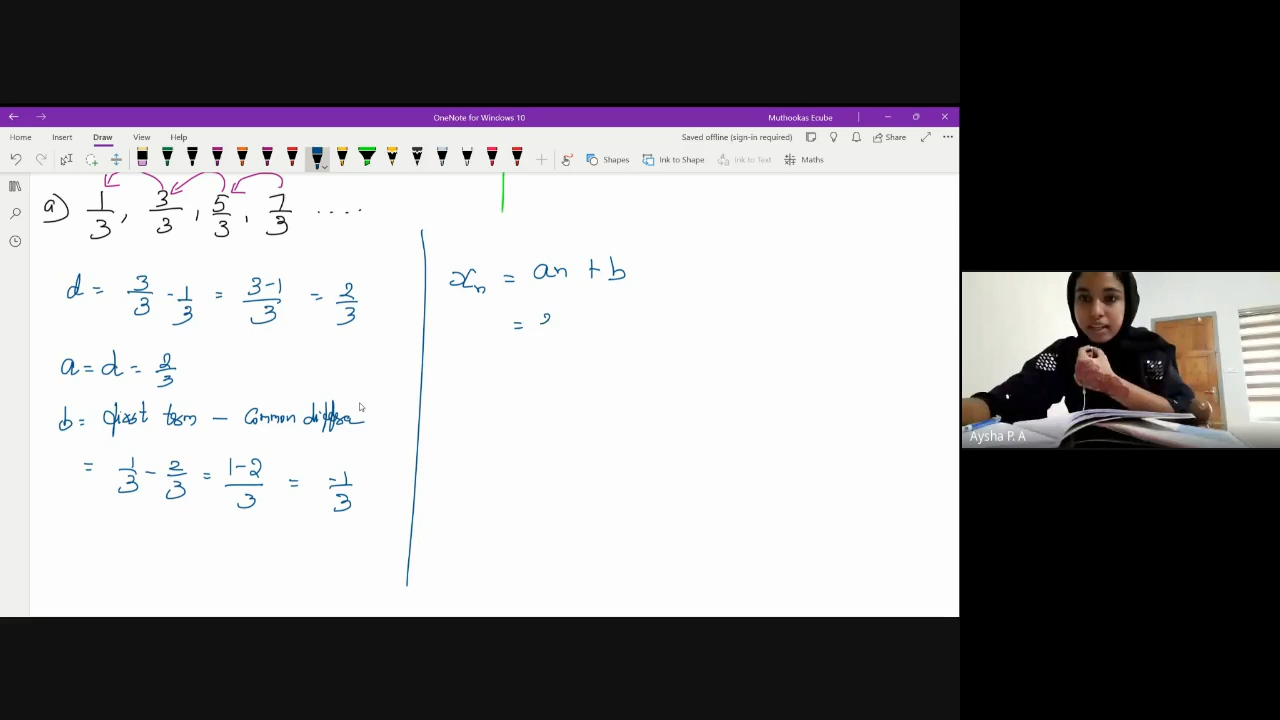 OneNote for Windows 10
Muthookas Ecube
Home Insert Draw View Help
Saved offline (sign-in required)
Share
Shapes
Ink to Shape
Ink to Text
Maths
a) 1/3, 3/3, 5/3, 7/3 ....
d = 3/3 - 1/3 = 3-1/3 = 2/3
a = d = 2/3
b = first term - Common
= 1/3 - 2/3 = 1-2/3 = -1/3
xₙ = an + b
=
Aysha P. A